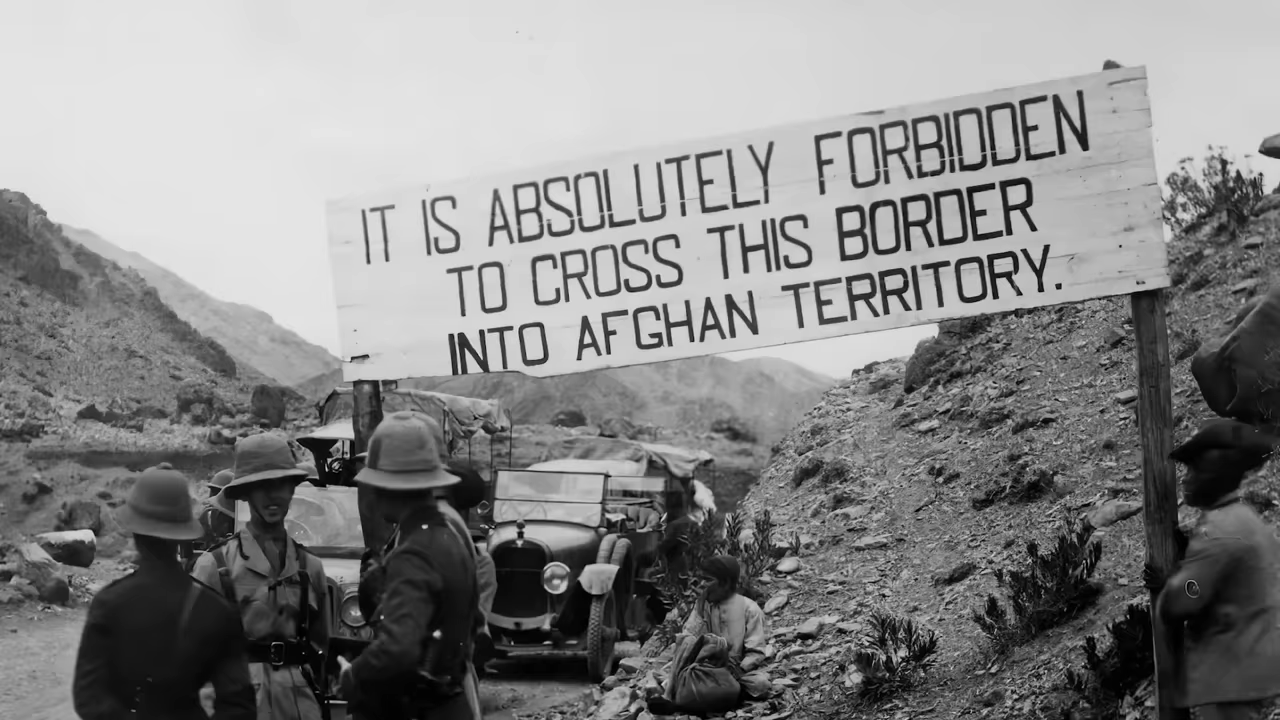 IT IS ABSOLUTELY FORBIDDEN
TO CROSS THIS BORDER
INTO AFGHAN TERRITORY.